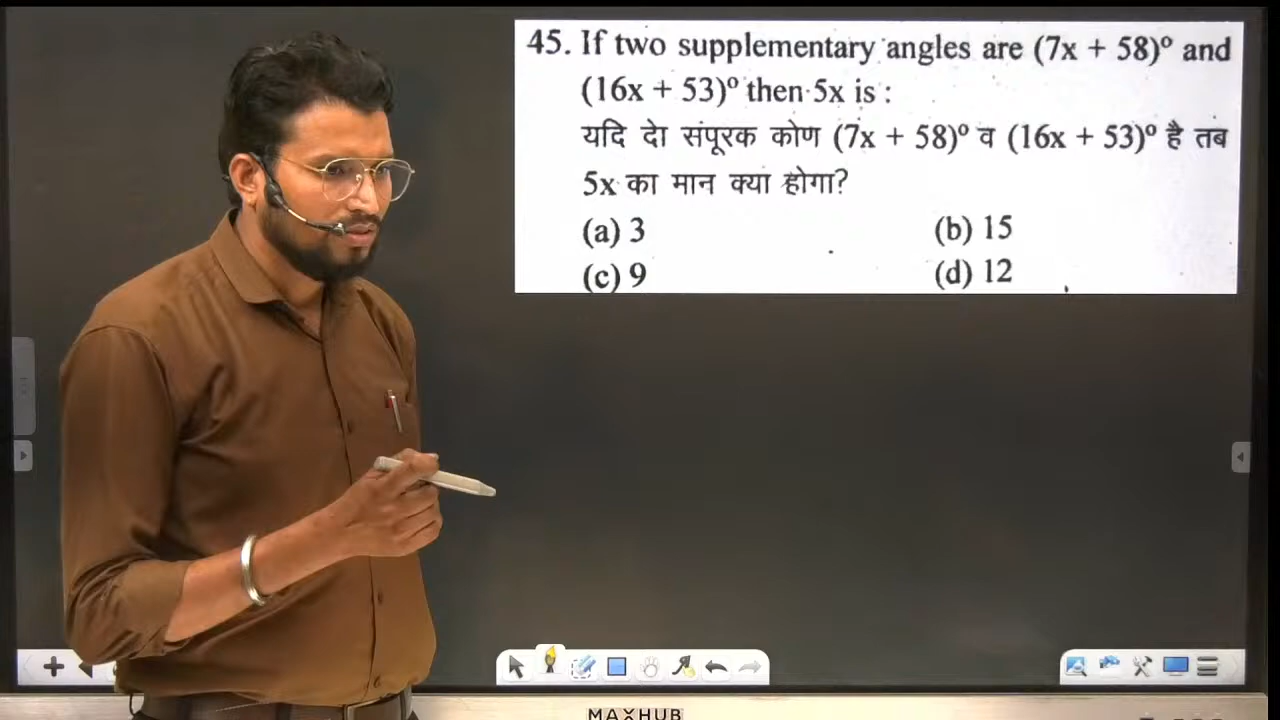 45. If two supplementary angles are (7x + 58)º and
(16x + 53)º then 5x is :
यदि देा संपूरक कोण (7x + 58)º व (16x + 53)º है तब
5x का मान क्या होगा?
(a) 3 (b) 15
(c) 9 (d) 12
MAXHUB